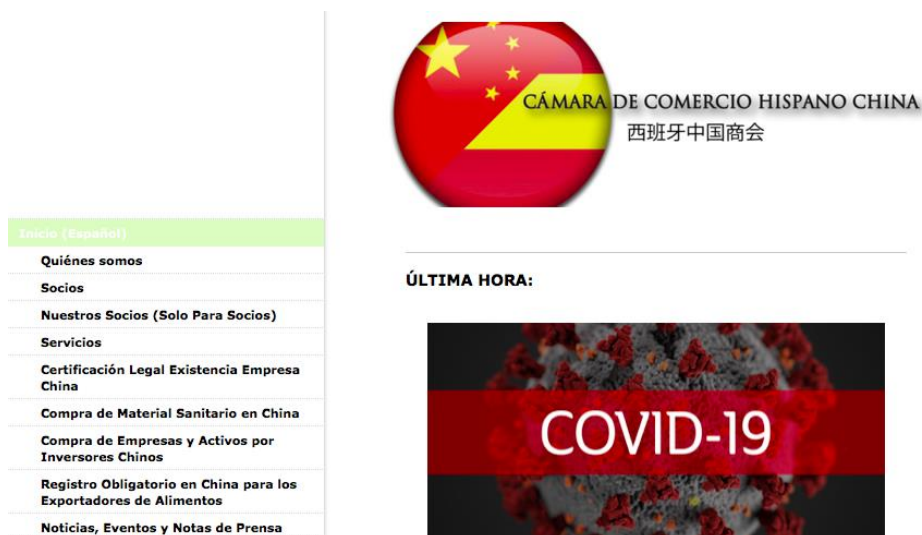 CÁMARA DE COMERCIO HISPANO CHINA
西班牙中国商会
Inicio (Español)
Quiénes somos
Socios
Nuestros Socios (Solo Para Socios)
Servicios
Certificación Legal Existencia Empresa
China
Compra de Material Sanitario en China
Compra de Empresas y Activos por
Inversores Chinos
Registro Obligatorio en China para los
Exportadores de Alimentos
Noticias, Eventos y Notas de Prensa
ÚLTIMA HORA:
COVID-19